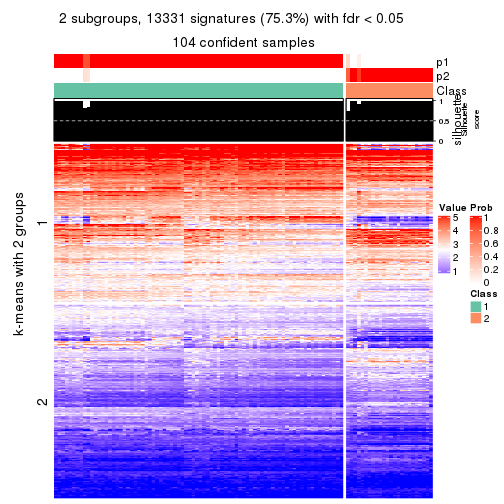 2 subgroups, 13331 signatures (75.3%) with fdr < 0.05
104 confident samples
p1
p2
Class
1
0.5
0
silhouette
Silhouette
score
k-means with 2 groups
1
2
Value
5
4
3
2
1
Prob
1
0.8
0.6
0.4
0.2
0
Class
1
2